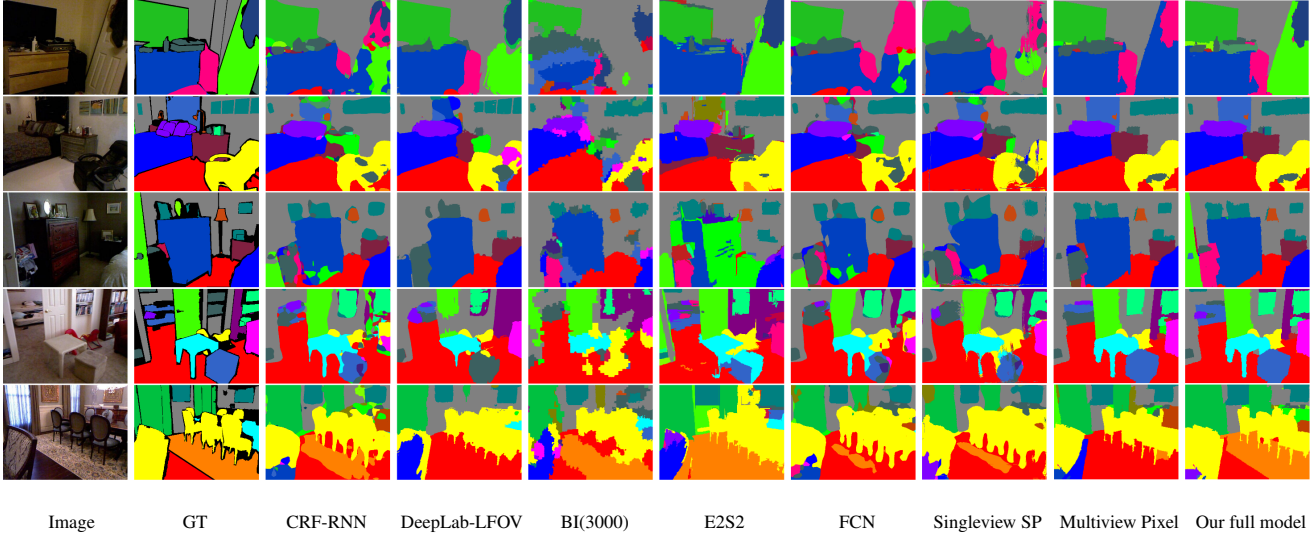 Image GT CRF-RNN DeepLab-LFOV BI(3000) E2S2 FCN Singleview SP Multiview Pixel Our full model